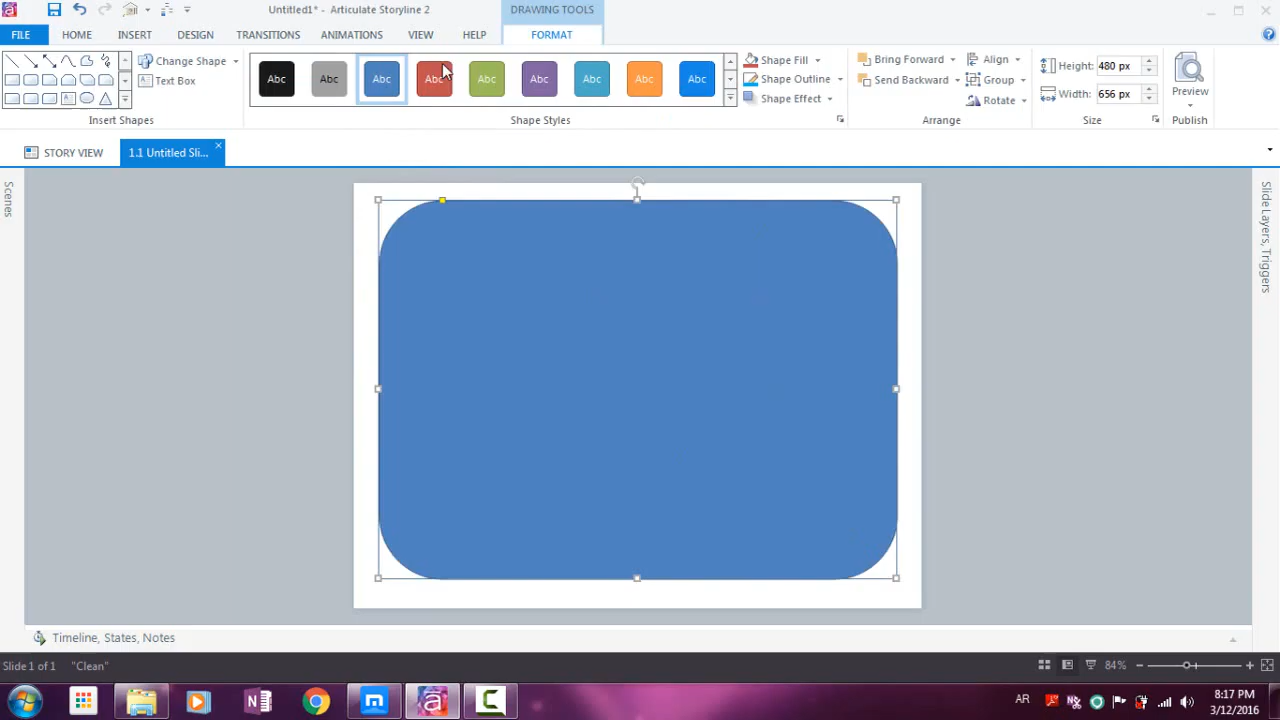 Untitled1* - Articulate Storyline 2
DRAWING TOOLS
FILE HOME INSERT DESIGN TRANSITIONS ANIMATIONS VIEW HELP FORMAT
Change Shape
Text Box
Insert Shapes
Abc Abc Abc Abc Abc Abc Abc Abc Abc
Shape Styles
Shape Fill
Shape Outline
Shape Effect
Bring Forward
Send Backward
Align
Group
Rotate
Arrange
Height: 480 px
Width: 656 px
Size
Preview
Publish
STORY VIEW
1.1 Untitled Sli...
Scenes
Slide Layers, Triggers
Timeline, States, Notes
Slide 1 of 1 "Clean"
84%
AR
8:17 PM
3/12/2016